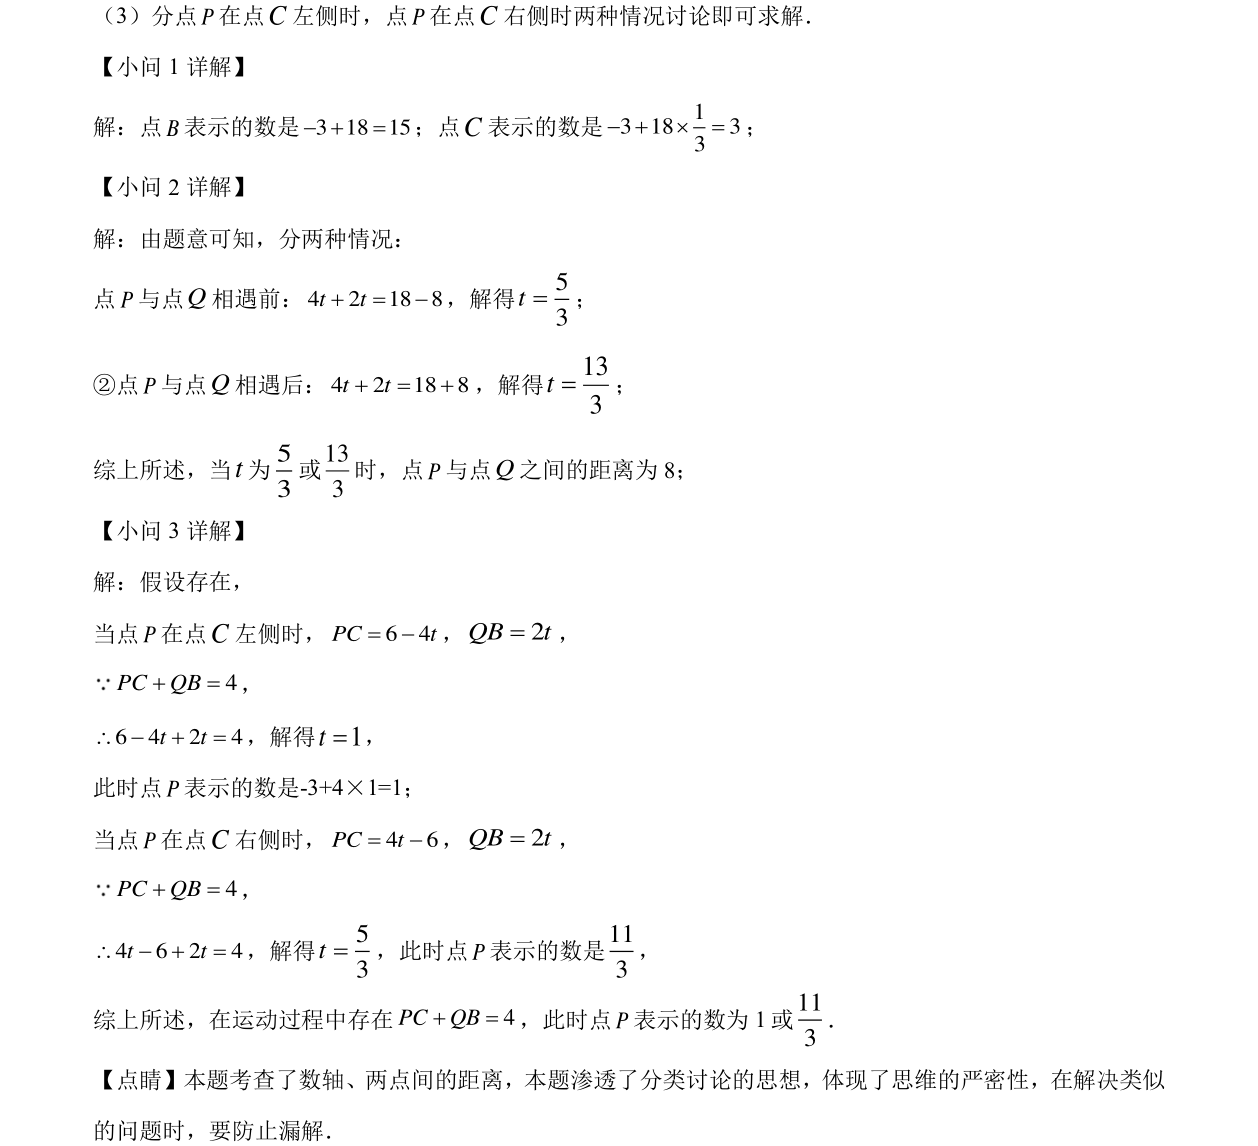 （3）分点P在点C左侧时，点P在点C右侧时两种情况讨论即可求解．
【小问1详解】
解：点B表示的数是−3+18=15；点C表示的数是−3+18×1/3=3；
【小问2详解】
解：由题意可知，分两种情况：
点P与点Q相遇前：4t+2t=18−8，解得t=5/3；
②点P与点Q相遇后：4t+2t=18+8，解得t=13/3；
综上所述，当t为5/3或13/3时，点P与点Q之间的距离为8；
【小问3详解】
解：假设存在，
当点P在点C左侧时，PC=6−4t，QB=2t，
∵PC+QB=4，
∴6−4t+2t=4，解得t=1，
此时点P表示的数是-3+4×1=1；
当点P在点C右侧时，PC=4t−6，QB=2t，
∵PC+QB=4，
∴4t−6+2t=4，解得t=5/3，此时点P表示的数是11/3，
综上所述，在运动过程中存在PC+QB=4，此时点P表示的数为1或11/3．
【点睛】本题考查了数轴、两点间的距离，本题渗透了分类讨论的思想，体现了思维的严密性，在解决类似
的问题时，要防止漏解．